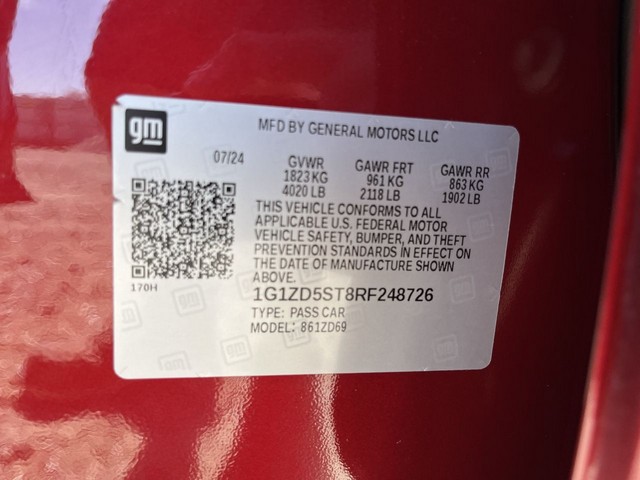 gm
MFD BY GENERAL MOTORS LLC
07/24
GVWR
1823 KG
4020 LB
GAWR FRT
961 KG
2118 LB
GAWR RR
863 KG
1902 LB
THIS VEHICLE CONFORMS TO ALL
APPLICABLE U.S. FEDERAL MOTOR
VEHICLE SAFETY, BUMPER, AND THEFT
PREVENTION STANDARDS IN EFFECT ON
THE DATE OF MANUFACTURE SHOWN
ABOVE.
170H
1G1ZD5ST8RF248726
TYPE: PASS CAR
MODEL: 861ZD69